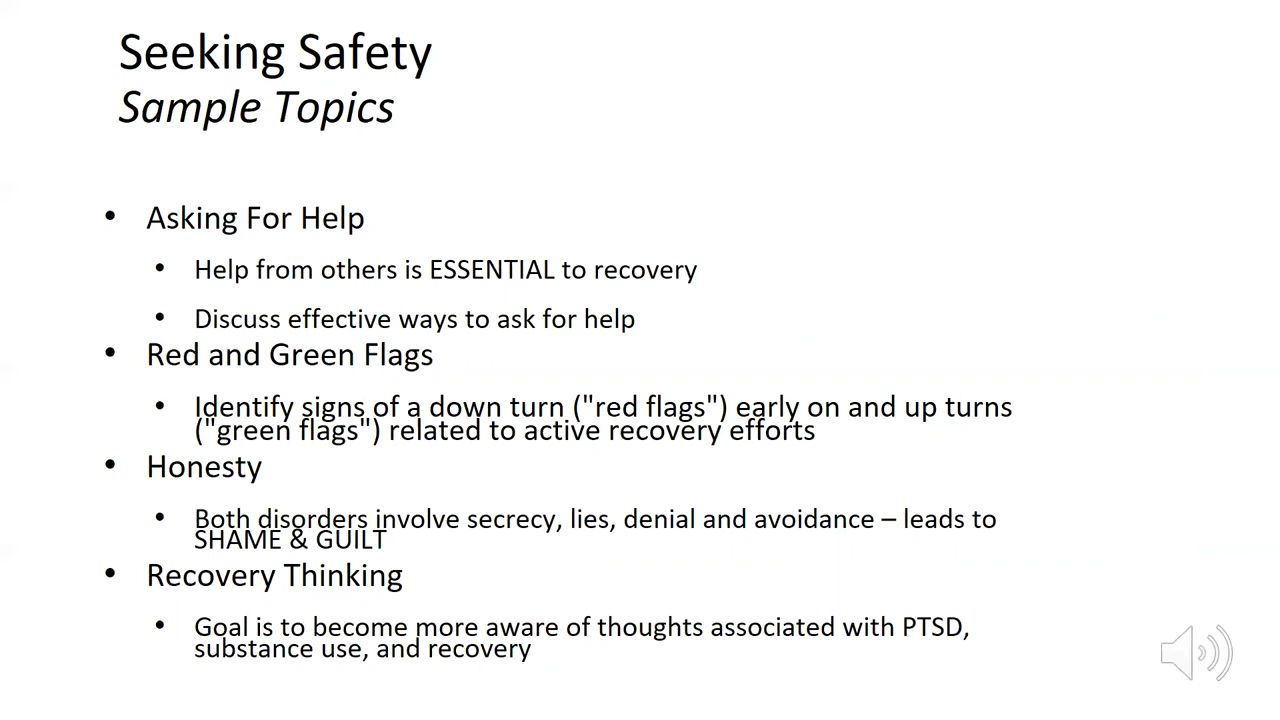 Seeking Safety
Sample Topics
• Asking For Help
• Help from others is ESSENTIAL to recovery
• Discuss effective ways to ask for help
• Red and Green Flags
• Identify signs of a down turn ("red flags") early on and up turns
("green flags") related to active recovery efforts
• Honesty
• Both disorders involve secrecy, lies, denial and avoidance – leads to
SHAME & GUILT
• Recovery Thinking
• Goal is to become more aware of thoughts associated with PTSD,
substance use, and recovery